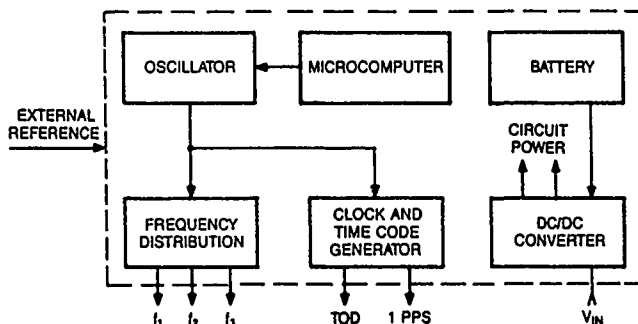 OSCILLATOR
MICROCOMPUTER
BATTERY
EXTERNAL
REFERENCE
CIRCUIT
POWER
FREQUENCY
DISTRIBUTION
CLOCK AND
TIME CODE
GENERATOR
DC/DC
CONVERTER
f₁ f₂ f₃
TOD 1 PPS
V_IN